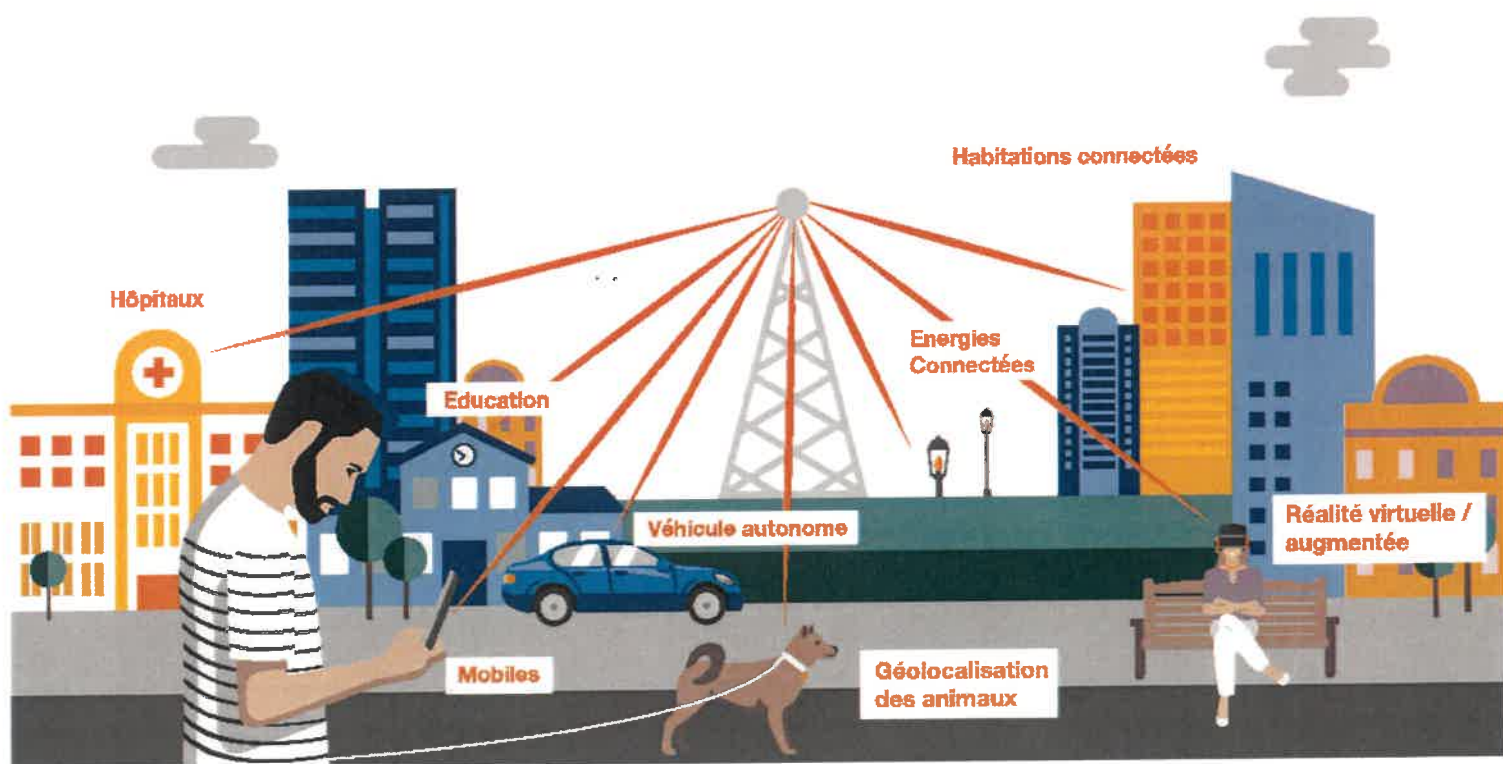 Habitations connectées
Hôpitaux
Energies
Connectées
Education
Véhicule autonome
Réalité virtuelle /
augmentée
Mobiles
Géolocalisation
des animaux